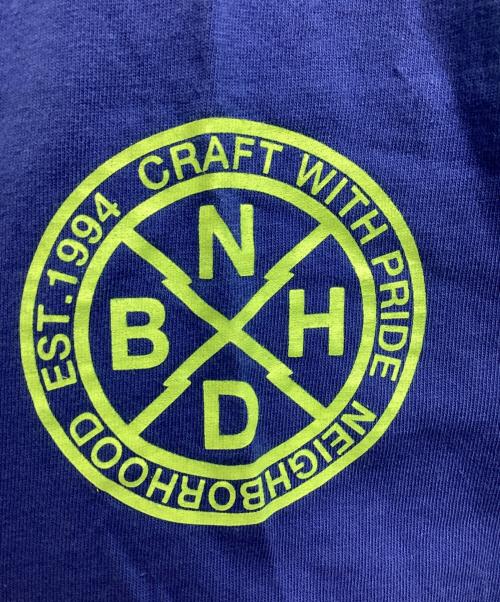 EST.1994 CRAFT WITH PRIDE NEIGHBORHOOD
N
B H
D